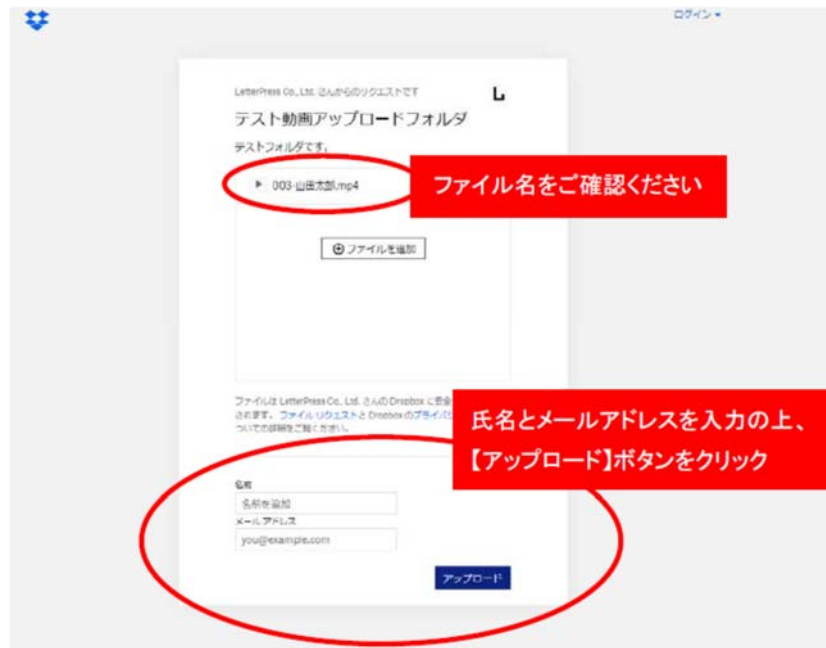 ログイン
LetterPress Co., Ltd. さんからのリクエストです
テスト動画アップロードフォルダ
テストフォルダです。
003-山田太郎.mp4
ファイル名をご確認ください
ファイルを追加
ファイルは LetterPress Co., Ltd. さんの Dropbox に安全
されます。 ファイル リクエストと Dropbox のプライバシ
ついての詳細をご覧ください。
氏名とメールアドレスを入力の上、
【アップロード】ボタンをクリック
名前
名前を追加
メールアドレス
you@example.com
アップロード